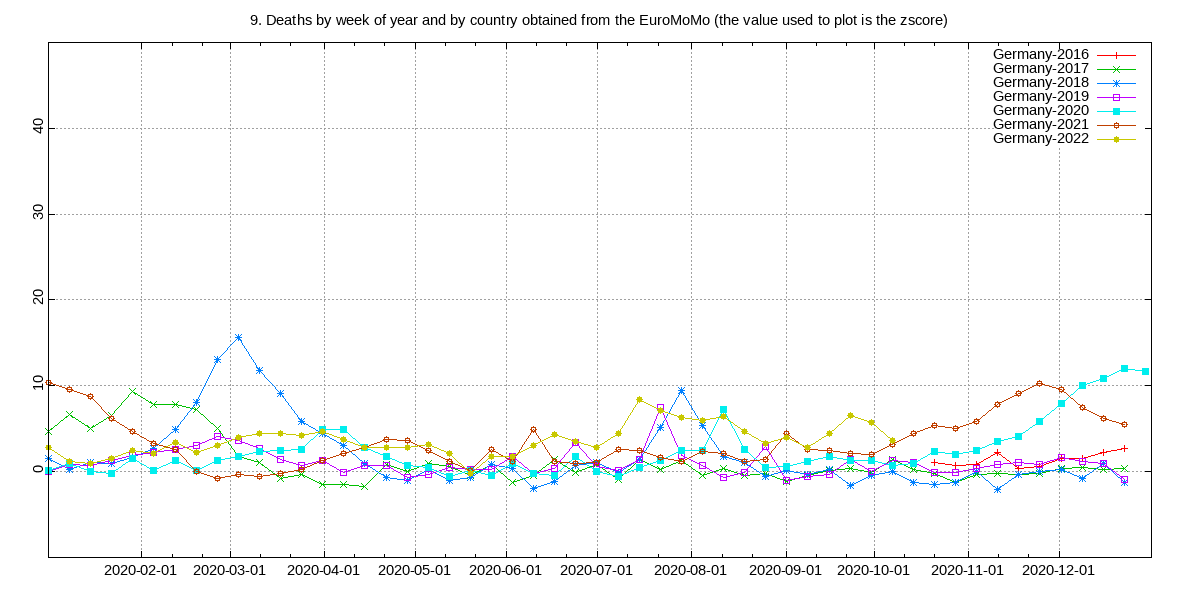 9. Deaths by week of year and by country obtained from the EuroMoMo (the value used to plot is the zscore)
Germany-2016
Germany-2017
Germany-2018
Germany-2019
Germany-2020
Germany-2021
Germany-2022
40
30
20
10
0
2020-02-01 2020-03-01 2020-04-01 2020-05-01 2020-06-01 2020-07-01 2020-08-01 2020-09-01 2020-10-01 2020-11-01 2020-12-01